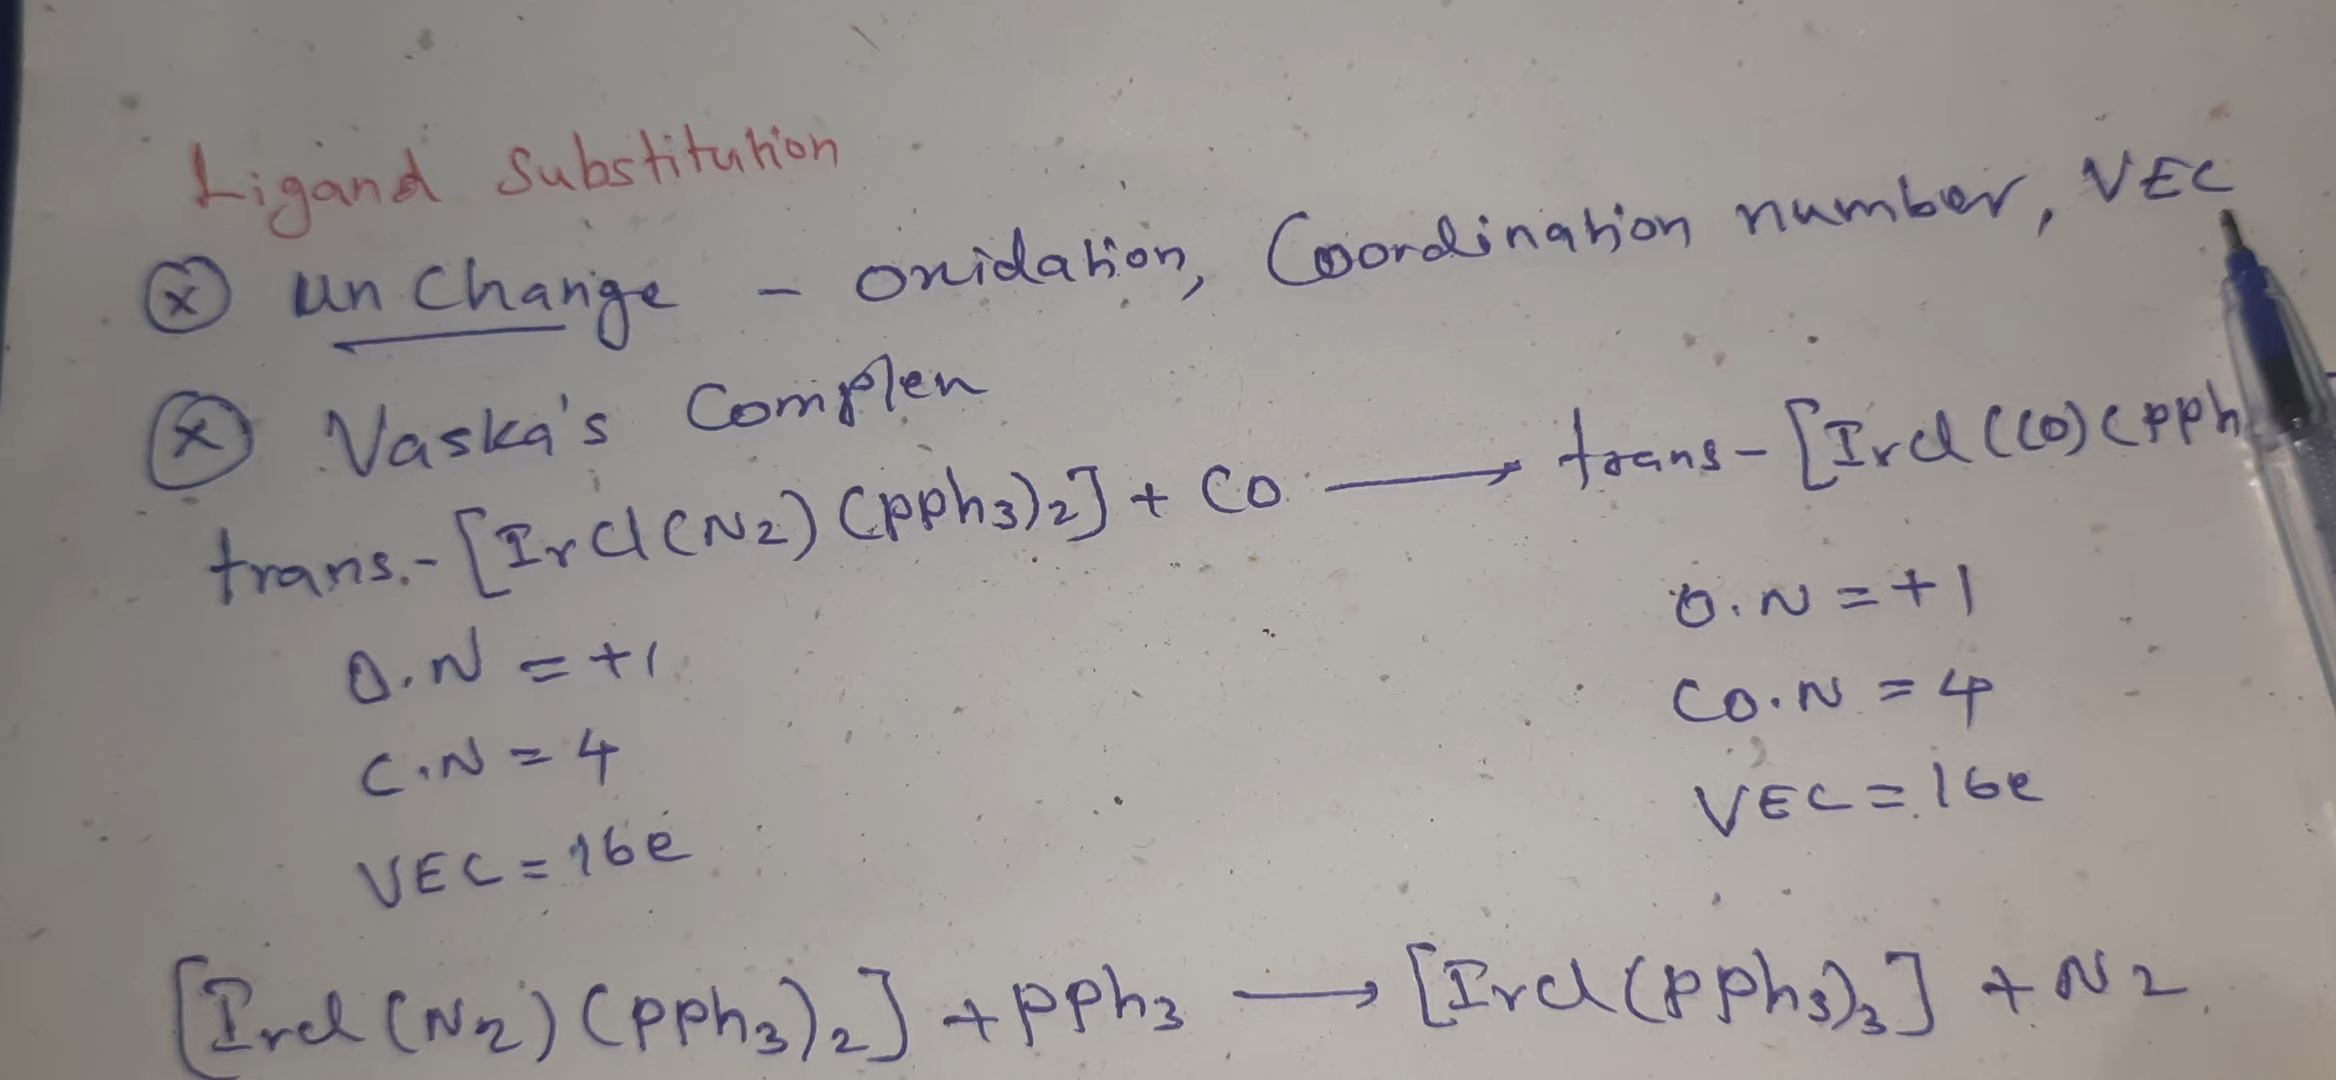 Ligand Substitution
un Change - oxidation, Coordination number, VEC
Vaska's Complex
trans-[IrCl(N2)(pph3)2] + CO → trans-[IrCl(CO)(pph
O.N = +1
O.N = +1
C.N = 4
CO.N = 4
VEC = 16e
VEC = 16e
[IrCl(N2)(pph3)2] + pph3 → [IrCl(pph3)3] + N2